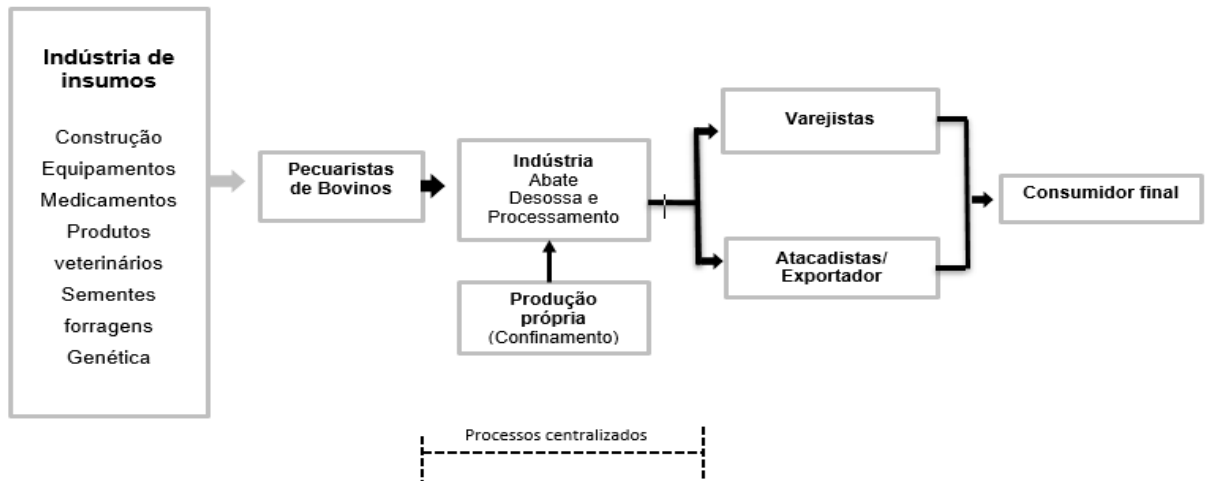 Indústria de
insumos
Construção
Equipamentos
Medicamentos
Produtos
veterinários
Sementes
forragens
Genética
Pecuaristas
de Bovinos
Indústria
Abate
Desossa e
Processamento
Produção
própria
(Confinamento)
Varejistas
Atacadistas/
Exportador
Consumidor final
Processos centralizados